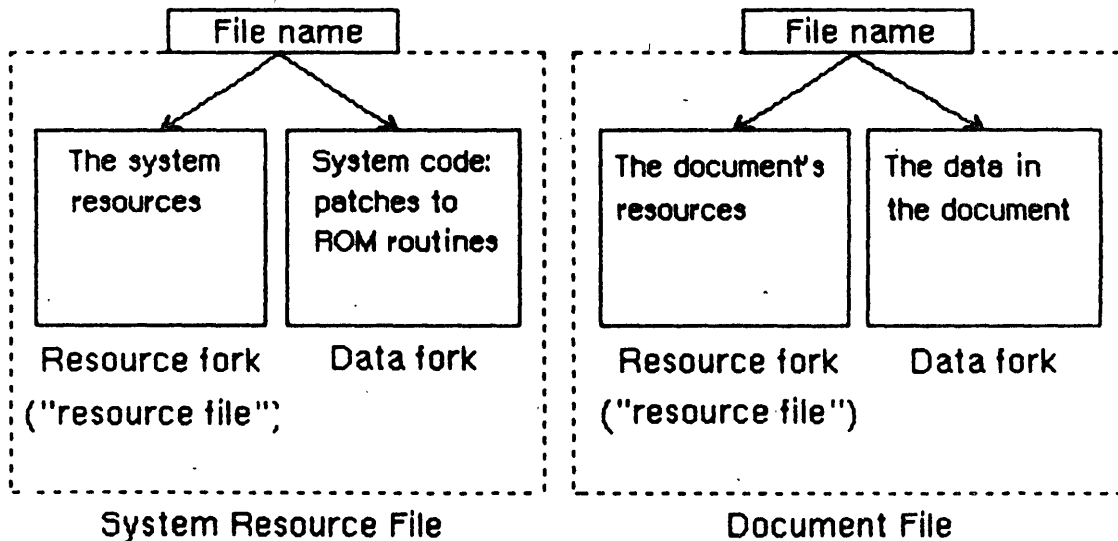 File name
The system
resources
System code:
patches to
ROM routines
Resource fork
Data fork
("resource file")
System Resource File
File name
The document's
resources
The data in
the document
Resource fork
Data fork
("resource file")
Document File